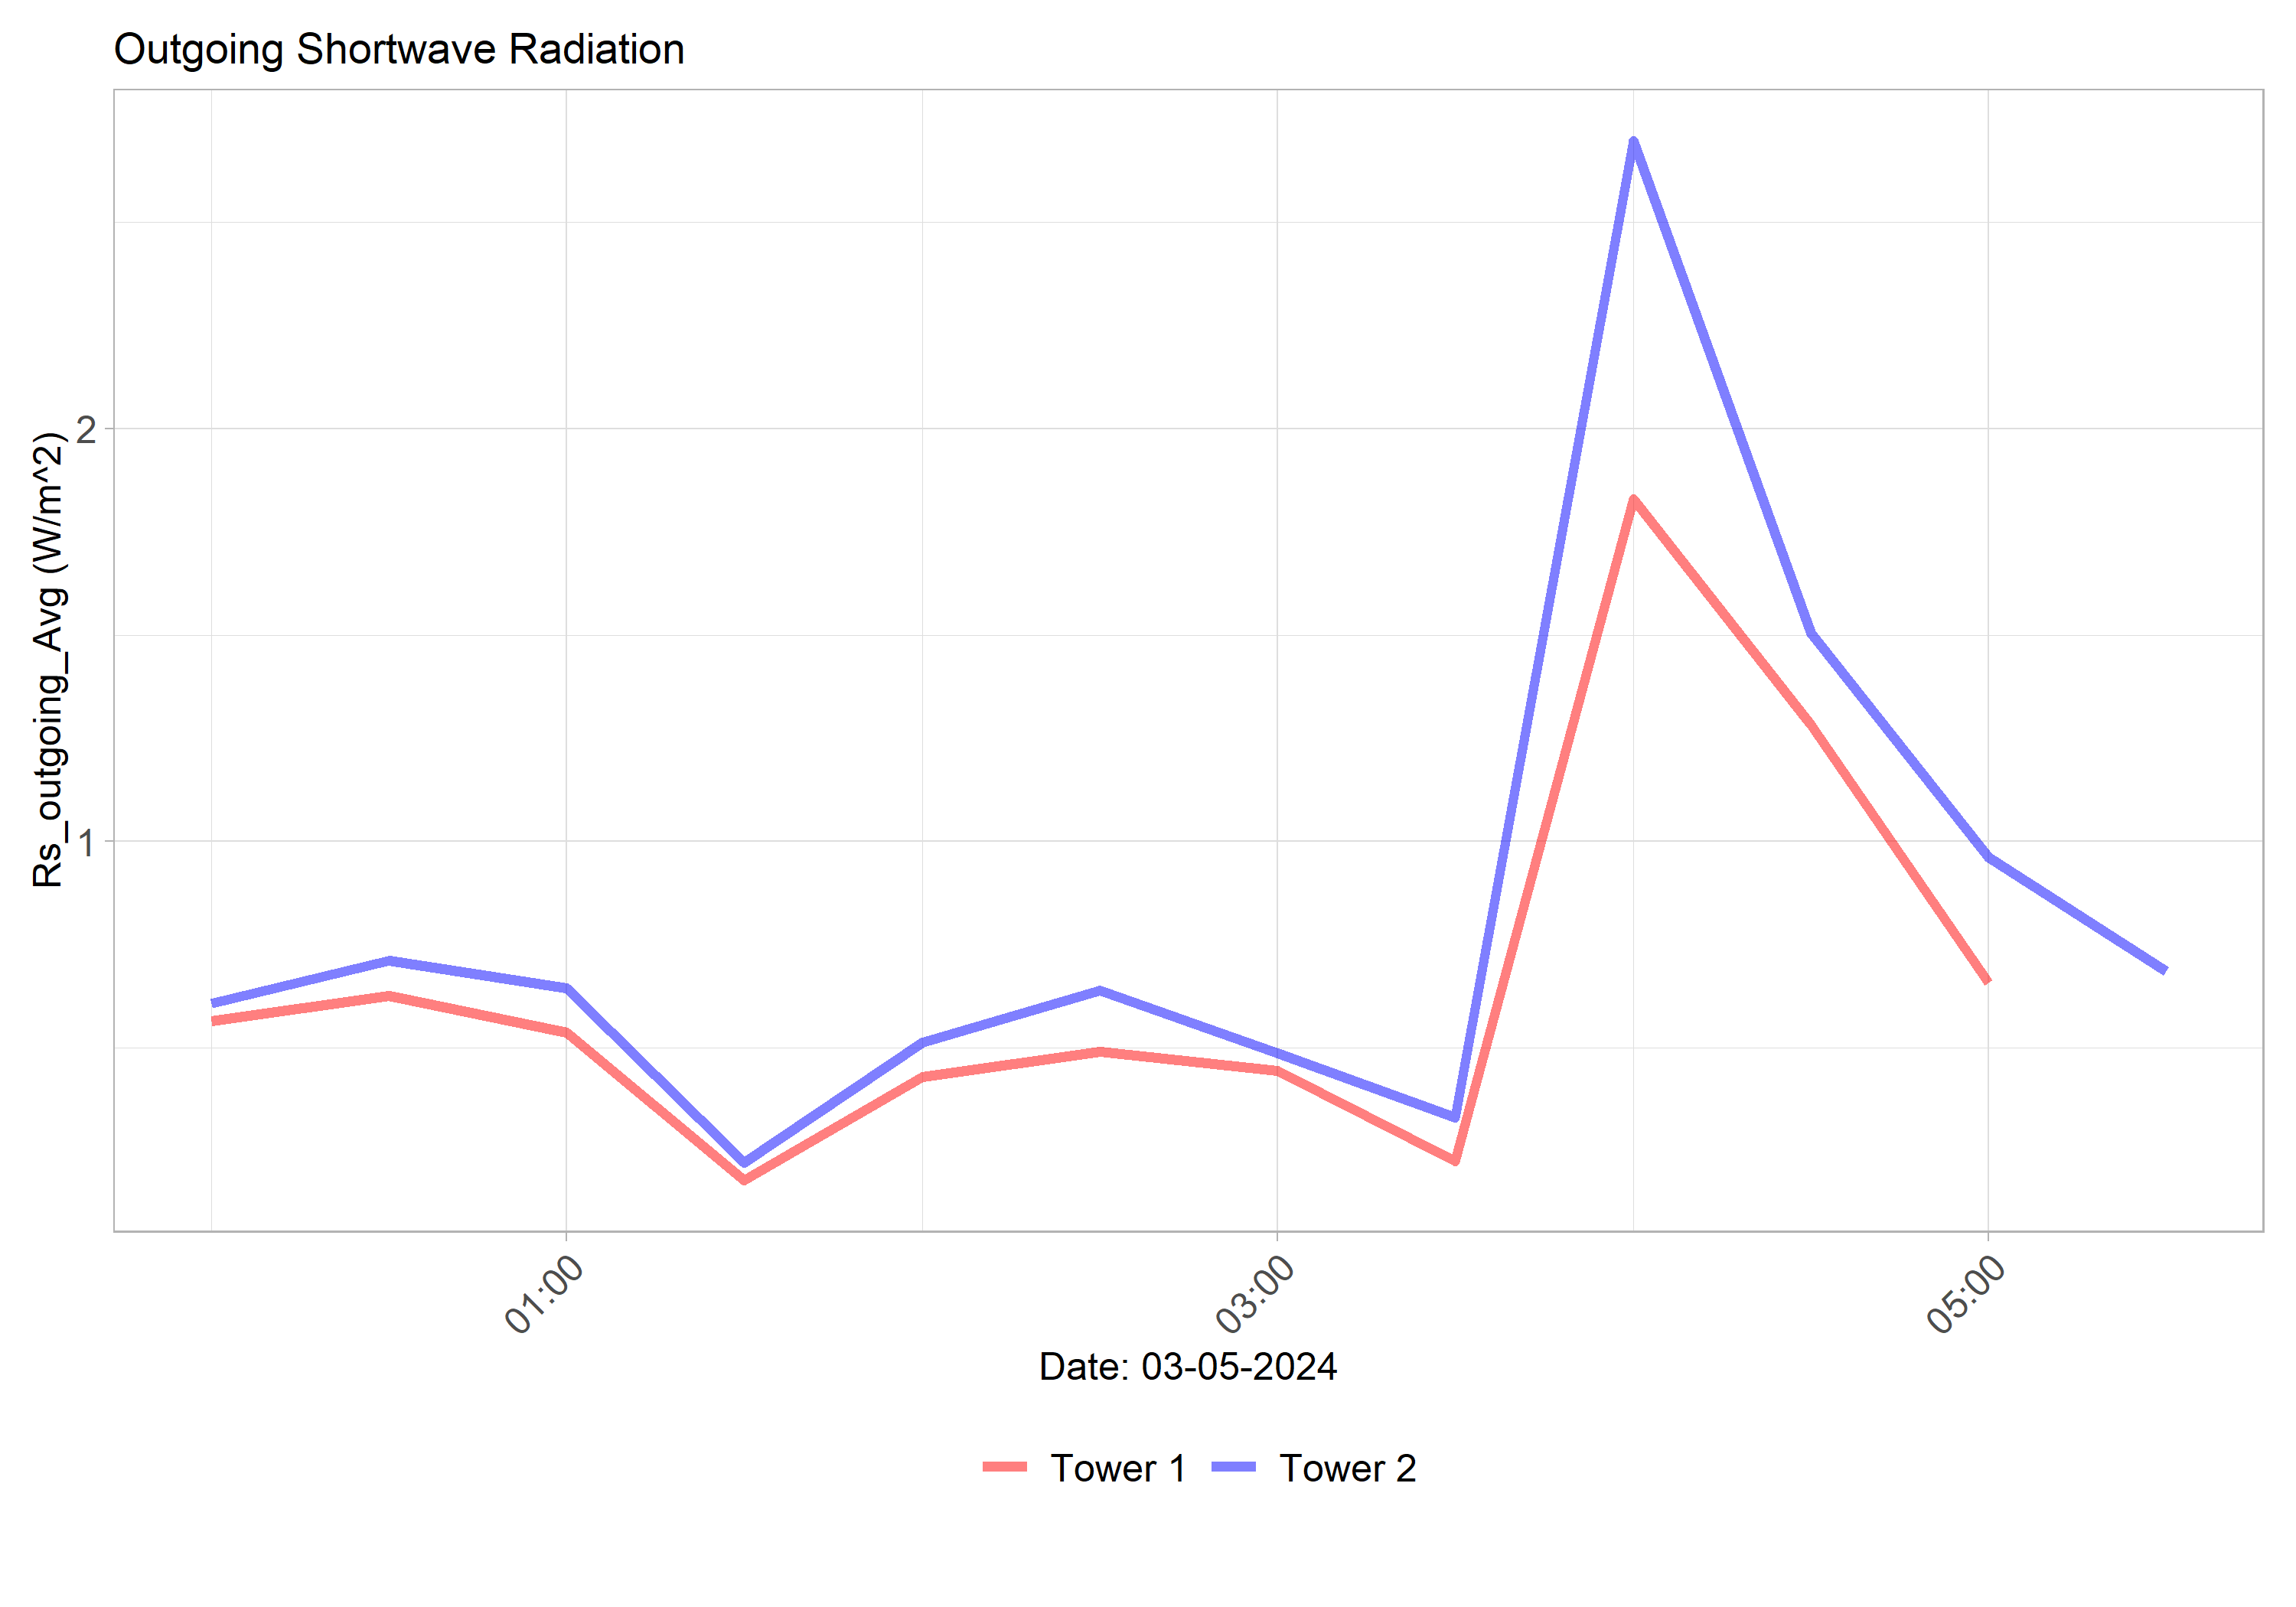 Outgoing Shortwave Radiation
Rs_outgoing_Avg (W/m^2)
2
1
01:00
03:00
05:00
Date: 03-05-2024
Tower 1
Tower 2